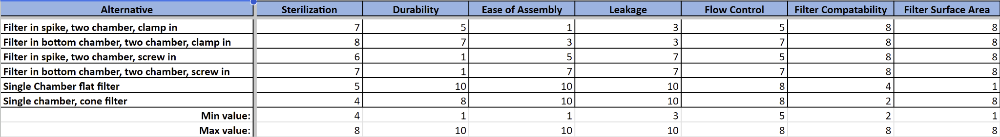 Alternative Sterilization Durability Ease of Assembly Leakage Flow Control Filter Compatability Filter Surface Area
Filter in spike, two chamber, clamp in 7 5 1 3 5 8 8
Filter in bottom chamber, two chamber, clamp in 8 7 3 3 7 8 8
Filter in spike, two chamber, screw in 6 1 5 7 5 8 8
Filter in bottom chamber, two chamber, screw in 7 1 7 7 7 8 8
Single Chamber flat filter 5 10 10 10 8 4 1
Single chamber, cone filter 4 8 10 10 8 2 8
Min value: 4 1 1 3 5 2 1
Max value: 8 10 10 10 8 8 8